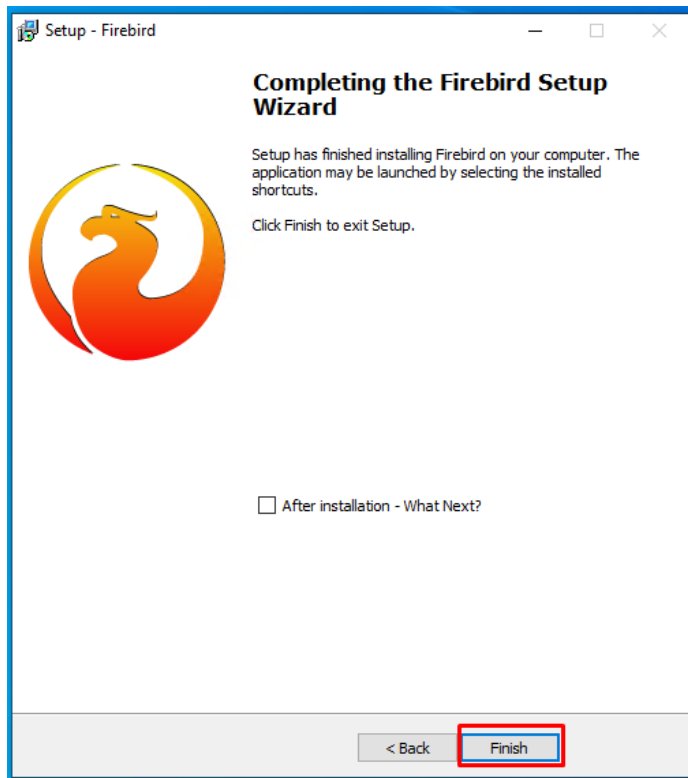 Setup - Firebird
Completing the Firebird Setup
Wizard
Setup has finished installing Firebird on your computer. The
application may be launched by selecting the installed
shortcuts.
Click Finish to exit Setup.
After installation - What Next?
< Back
Finish